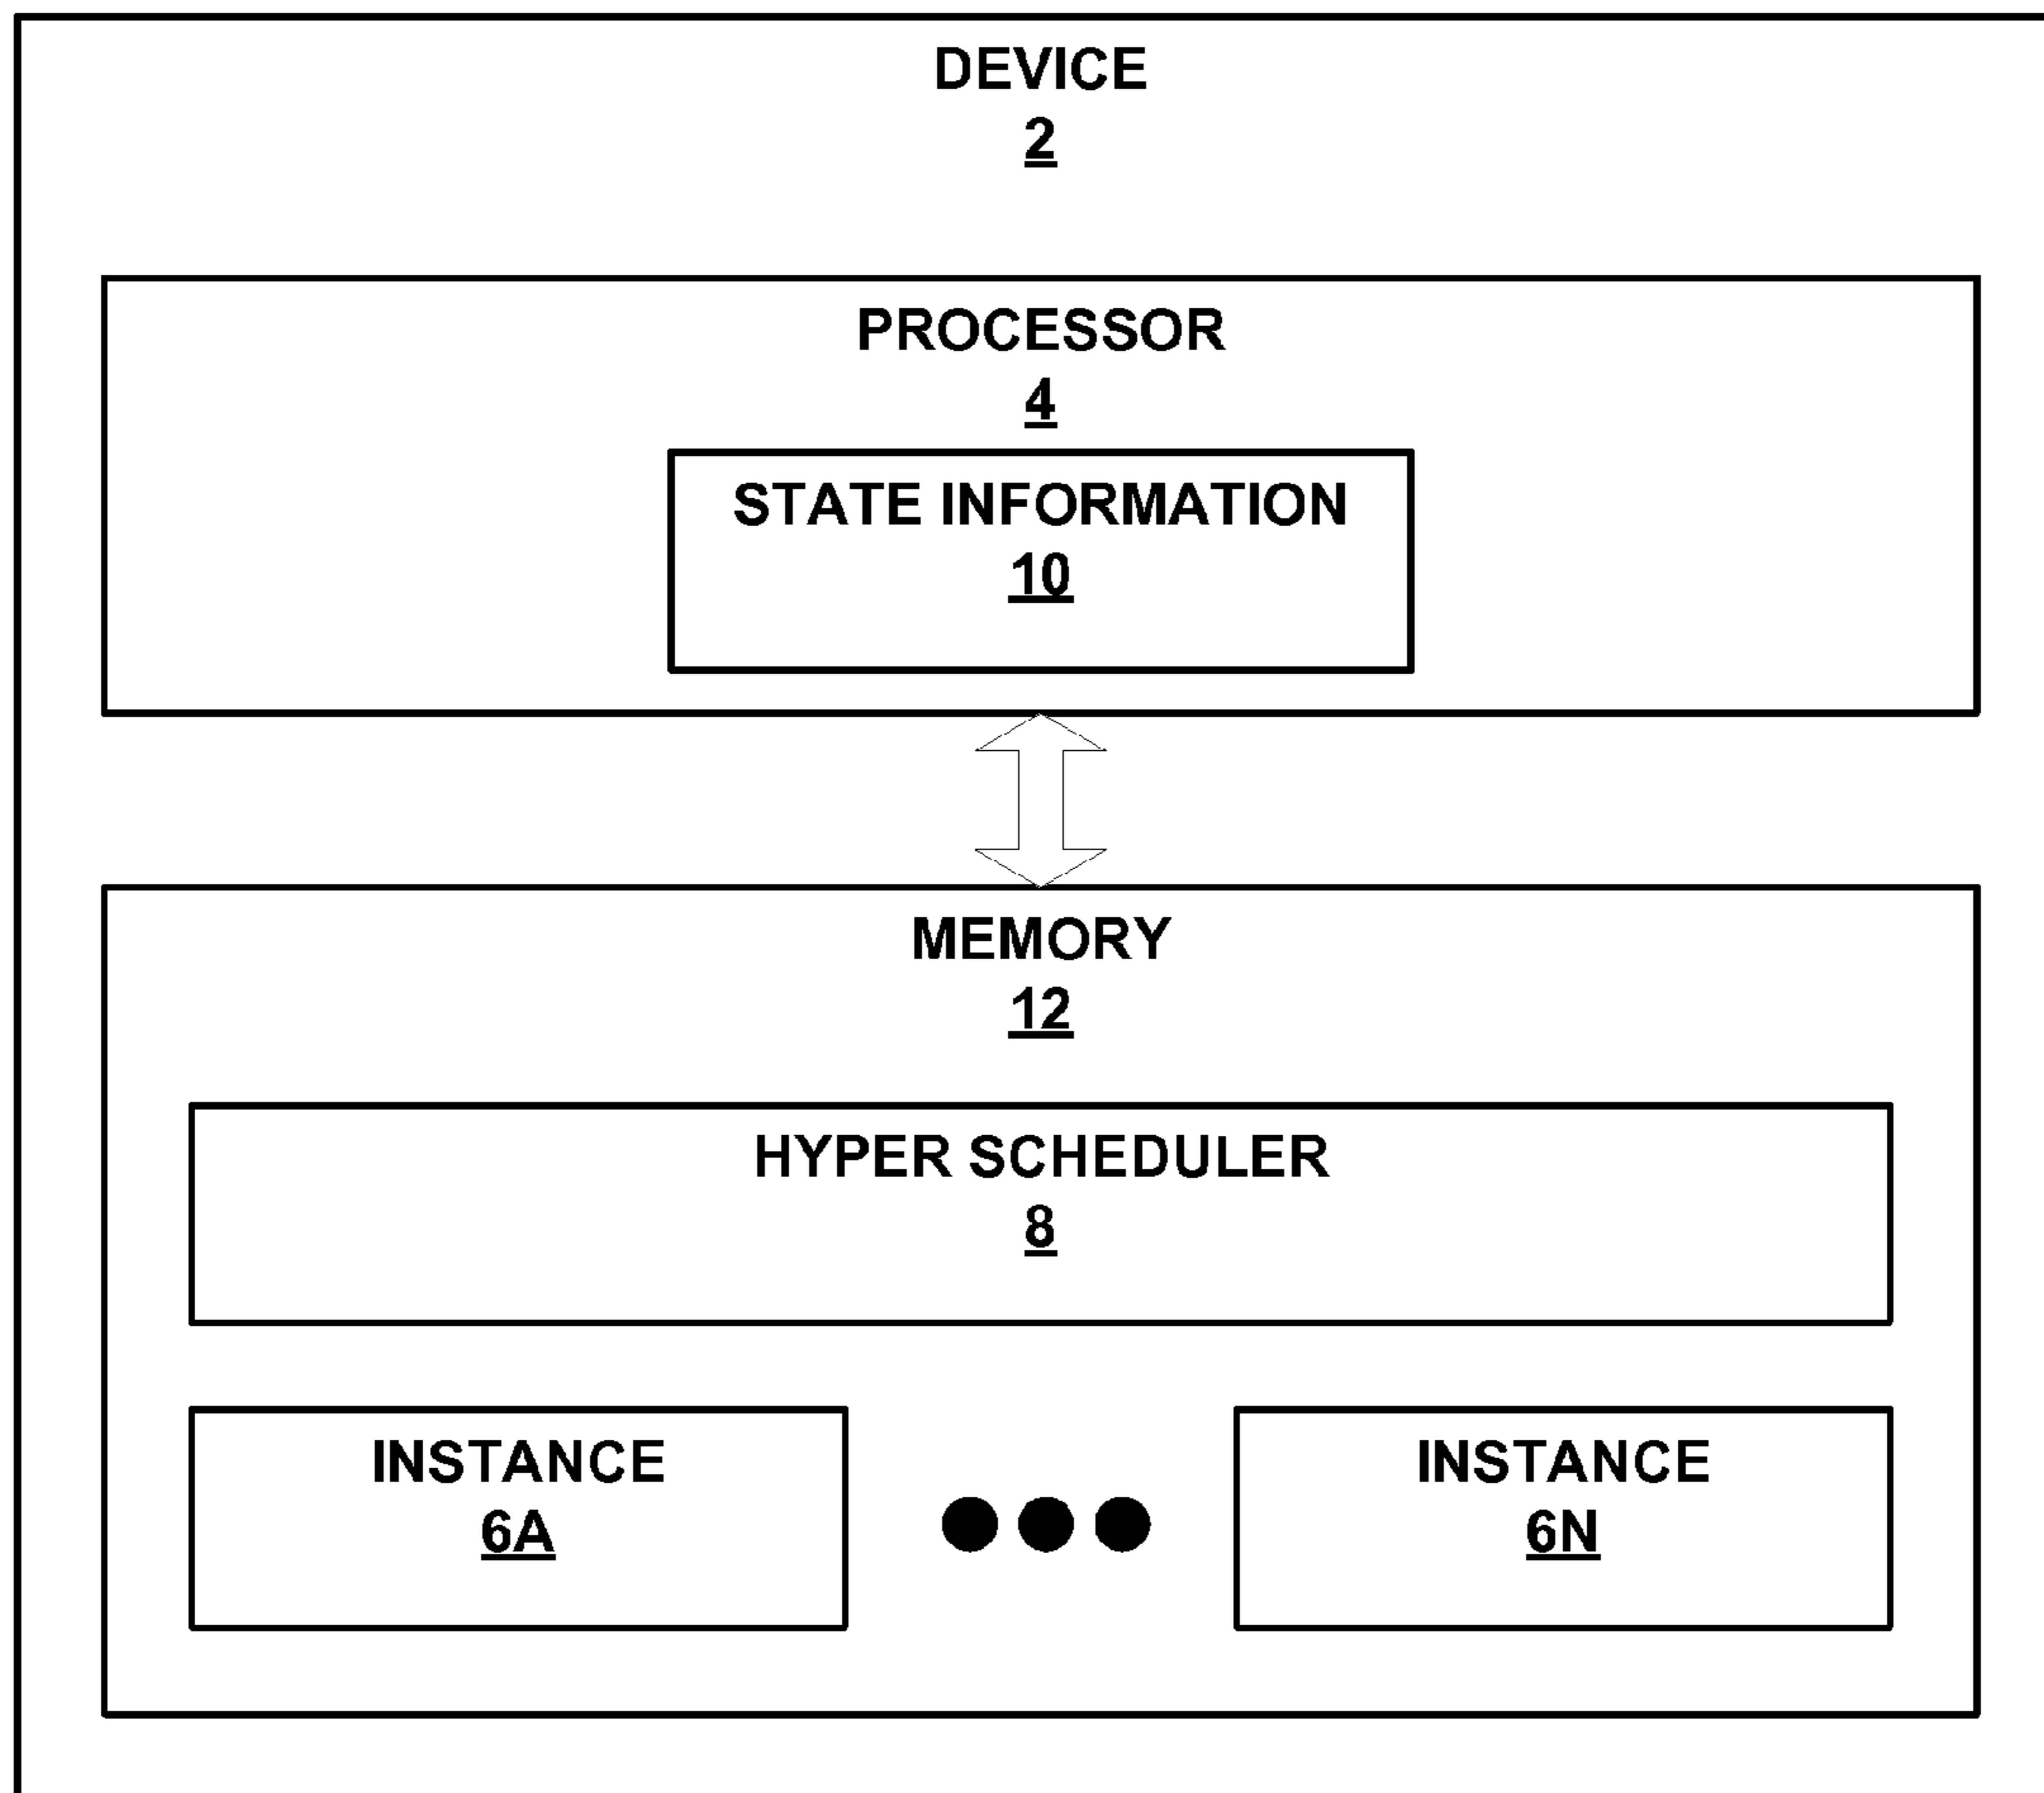 DEVICE
2
PROCESSOR
4
STATE INFORMATION
10
MEMORY
12
HYPER SCHEDULER
8
INSTANCE
6A
INSTANCE
6N